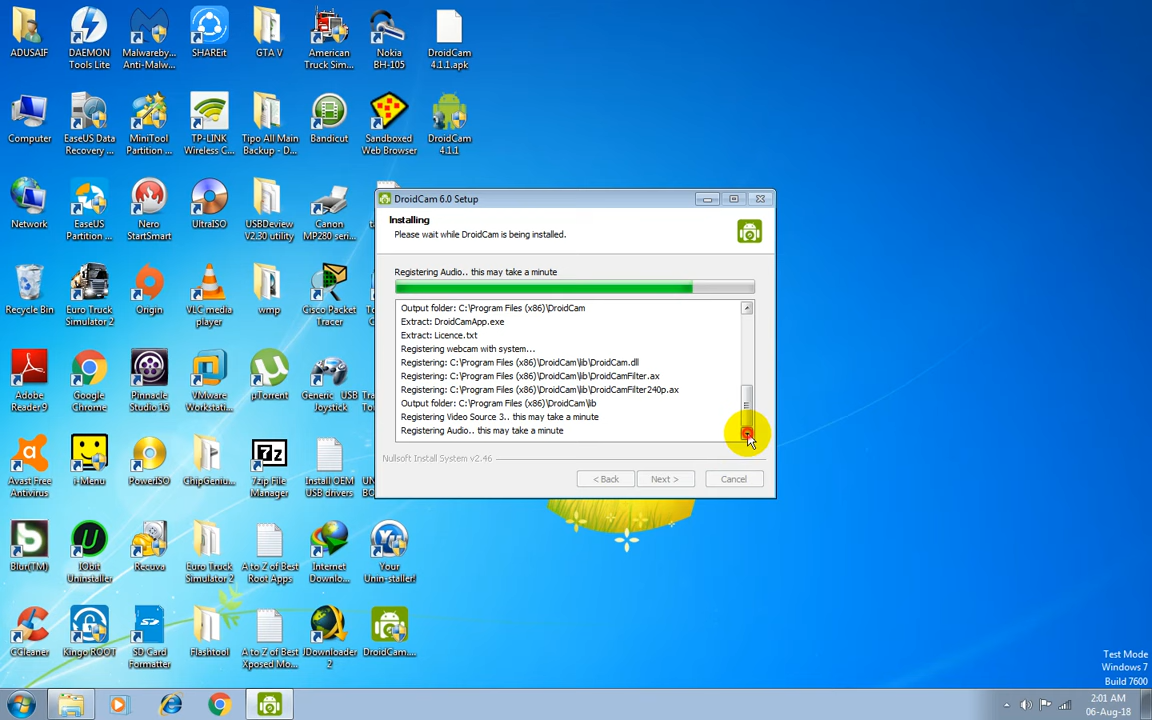 ADUSAIF
DAEMON
Tools Lite
Malwareby...
Anti-Malw...
SHAREit
GTA V
American
Truck Sim...
Nokia
BH-105
DroidCam
4.1.1.apk
Computer
EaseUS Data
Recovery ...
MiniTool
Partition ...
TP-LINK
Wireless C...
Tipo All Main
Backup - D...
Bandicut
Sandboxed
Web Browser
DroidCam
4.1.1
Network
EaseUS
Partition ...
Nero
StartSmart
UltraISO
USBDeview
V2.30 utility
Canon
MP280 seri...
Recycle Bin
Euro Truck
Simulator 2
Origin
VLC media
player
wmp
Cisco Packet
Tracer
Adobe
Reader 9
Google
Chrome
Pinnacle
Studio 16
VMware
Workstati...
µTorrent
Generic USB
Joystick
Avast Free
Antivirus
i-Menu
PowerISO
ChipGeniu...
7z
7zip File
Manager
Install OEM
USB drivers
Blur(TM)
IObit
Uninstaller
Recuva
Euro Truck
Simulator 2
A to Z of Best
Root Apps
Internet
Downlo...
Your
Unin-staller!
CCleaner
Kingo ROOT
SD Card
Formatter
Flashtool
A to Z of Best
Xposed Mo...
JDownloader
2
DroidCam....
DroidCam 6.0 Setup
Installing
Please wait while DroidCam is being installed.
Registering Audio.. this may take a minute
Output folder: C:\Program Files (x86)\DroidCam
Extract: DroidCamApp.exe
Extract: Licence.txt
Registering webcam with system...
Registering: C:\Program Files (x86)\DroidCam\lib\DroidCam.dll
Registering: C:\Program Files (x86)\DroidCam\lib\DroidCamFilter.ax
Registering: C:\Program Files (x86)\DroidCam\lib\DroidCamFilter240p.ax
Output folder: C:\Program Files (x86)\DroidCam\lib
Registering Video Source 3.. this may take a minute
Registering Audio.. this may take a minute
Nullsoft Install System v2.46
< Back
Next >
Cancel
Test Mode
Windows 7
Build 7600
2:01 AM
06-Aug-18